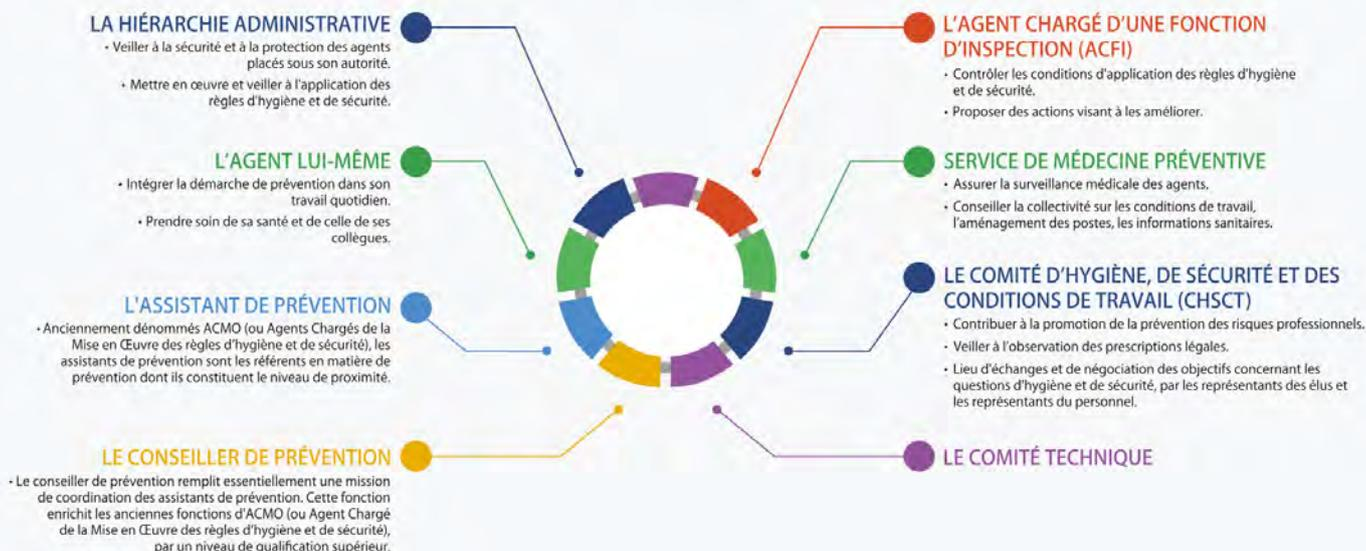 LA HIÉRARCHIE ADMINISTRATIVE
• Veiller à la sécurité et à la protection des agents
placés sous son autorité.
• Mettre en œuvre et veiller à l'application des
règles d'hygiène et de sécurité.
L'AGENT LUI-MÊME
• Intégrer la démarche de prévention dans son
travail quotidien.
• Prendre soin de sa santé et de celle de ses
collègues.
L'ASSISTANT DE PRÉVENTION
• Anciennement dénommés ACMO (ou Agents Chargés de la
Mise en Œuvre des règles d'hygiène et de sécurité), les
assistants de prévention sont les référents en matière de
prévention dont ils constituent le niveau de proximité.
LE CONSEILLER DE PRÉVENTION
• Le conseiller de prévention remplit essentiellement une mission
de coordination des assistants de prévention. Cette fonction
enrichit les anciennes fonctions d'ACMO (ou Agent Chargé
de la Mise en Œuvre des règles d'hygiène et de sécurité),
par un niveau de qualification supérieur.
L'AGENT CHARGÉ D'UNE FONCTION
D'INSPECTION (ACFI)
• Contrôler les conditions d'application des règles d'hygiène
et de sécurité.
• Proposer des actions visant à les améliorer.
SERVICE DE MÉDECINE PRÉVENTIVE
• Assurer la surveillance médicale des agents.
• Conseiller la collectivité sur les conditions de travail,
l'aménagement des postes, les informations sanitaires.
LE COMITÉ D'HYGIÈNE, DE SÉCURITÉ ET DES
CONDITIONS DE TRAVAIL (CHSCT)
• Contribuer à la promotion de la prévention des risques professionnels.
• Veiller à l'observation des prescriptions légales.
• Lieu d'échanges et de négociation des objectifs concernant les
questions d'hygiène et de sécurité, par les représentants des élus et
les représentants du personnel.
LE COMITÉ TECHNIQUE